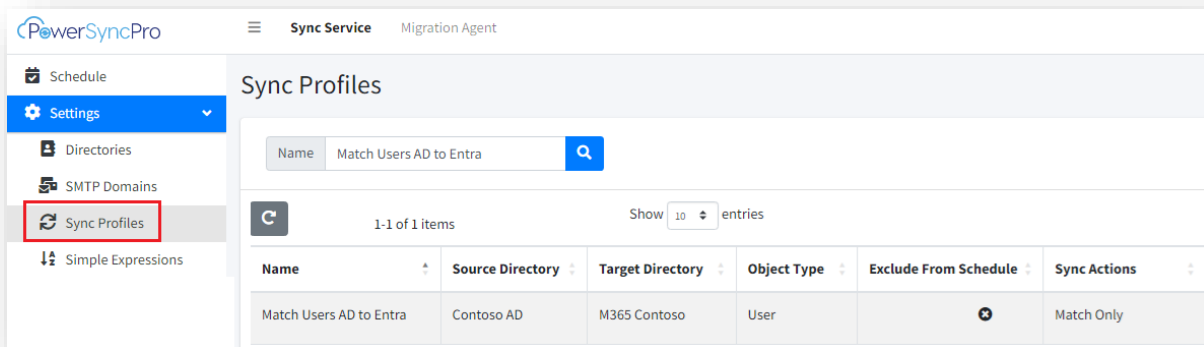 PowerSyncPro
Sync Service Migration Agent
Schedule
Settings
Directories
SMTP Domains
Sync Profiles
Simple Expressions
Sync Profiles
Name Match Users AD to Entra
1-1 of 1 items Show 10 entries
Name Source Directory Target Directory Object Type Exclude From Schedule Sync Actions
Match Users AD to Entra Contoso AD M365 Contoso User Match Only